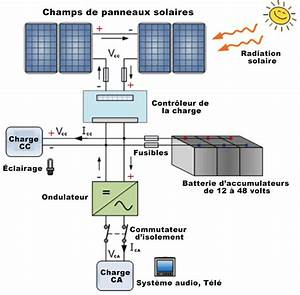 Champs de panneaux solaires
Radiation
solaire
+
-
+
-
Vcc
Contrôleur de
la charge
Charge
CC
Vcc
Icc
+
-
Fusibles
Éclairage
Batterie d'accumulateurs
de 12 à 48 volts
Ondulateur
Commutateur
d'isolement
VCA
ICA
Charge
CA
Système audio, Télé